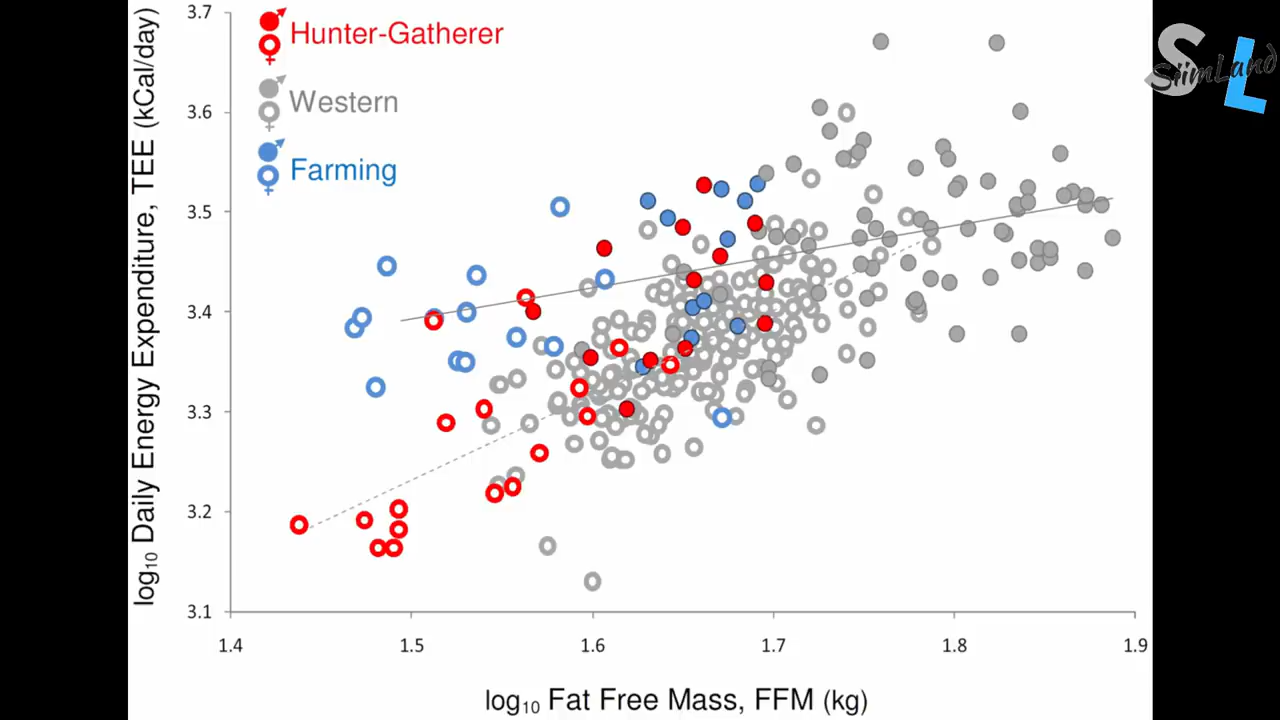 Hunter-Gatherer
Western
Farming
log10 Daily Energy Expenditure, TEE (kCal/day)
3.7
3.6
3.5
3.4
3.3
3.2
3.1
1.4 1.5 1.6 1.7 1.8 1.9
log10 Fat Free Mass, FFM (kg)
SL
SiimLand